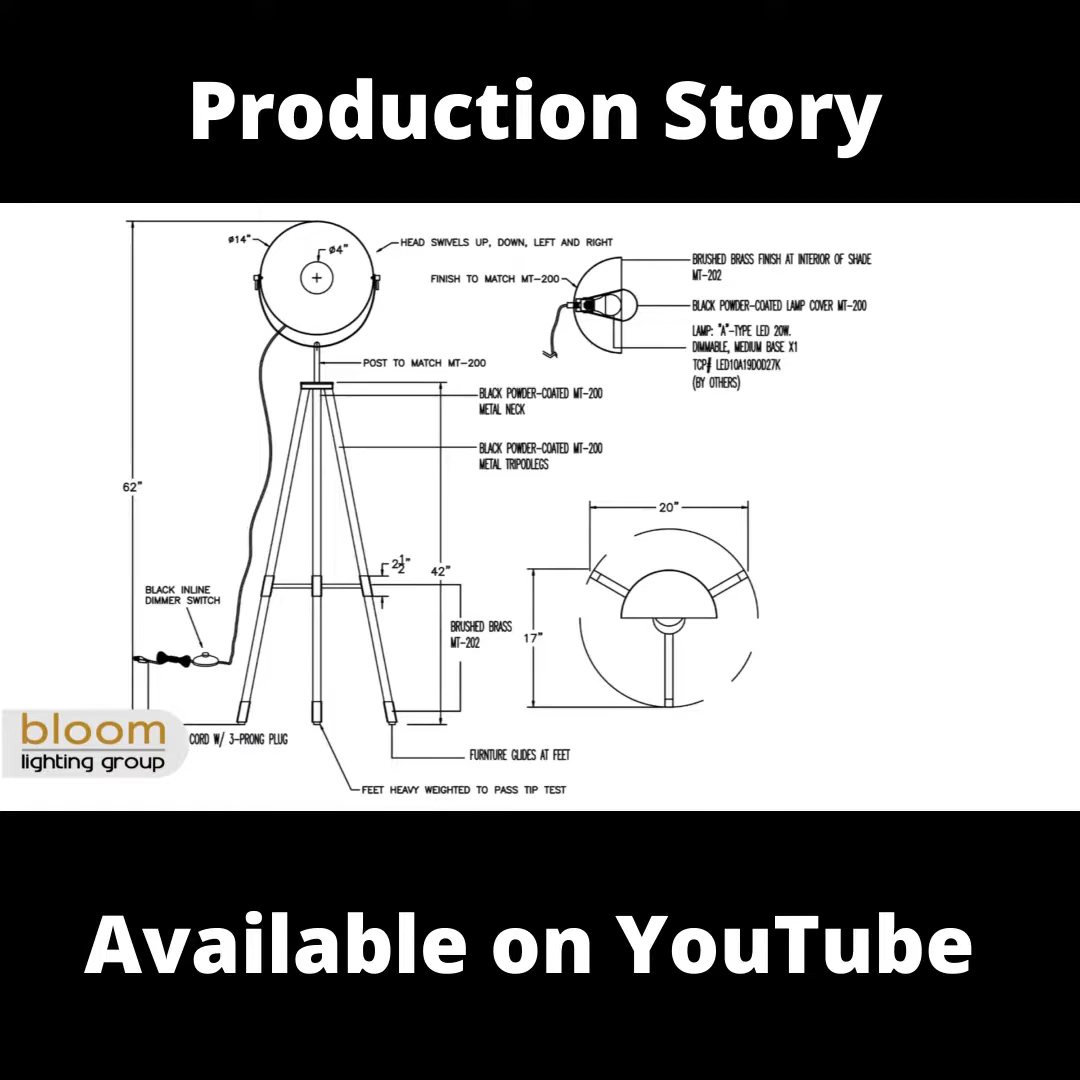 Production Story
ø14"
ø4"
HEAD SWIVELS UP, DOWN, LEFT AND RIGHT
FINISH TO MATCH MT-200
BRUSHED BRASS FINISH AT INTERIOR OF SHADE
MT-202
BLACK POWDER-COATED LAMP COVER MT-200
LAMP: "A"-TYPE LED 20W.
DIMMABLE, MEDIUM BASE X1
TCP# LED10A19DOD27K
(BY OTHERS)
POST TO MATCH MT-200
BLACK POWDER-COATED MT-200
METAL NECK
BLACK POWDER-COATED MT-200
METAL TRIPODLEGS
62"
20"
2½"
42"
BLACK INLINE
DIMMER SWITCH
BRUSHED BRASS
MT-202
17"
bloom
lighting group
CORD W/ 3-PRONG PLUG
FURNTURE GLIDES AT FEET
FEET HEAVY WEIGHTED TO PASS TIP TEST
Available on YouTube